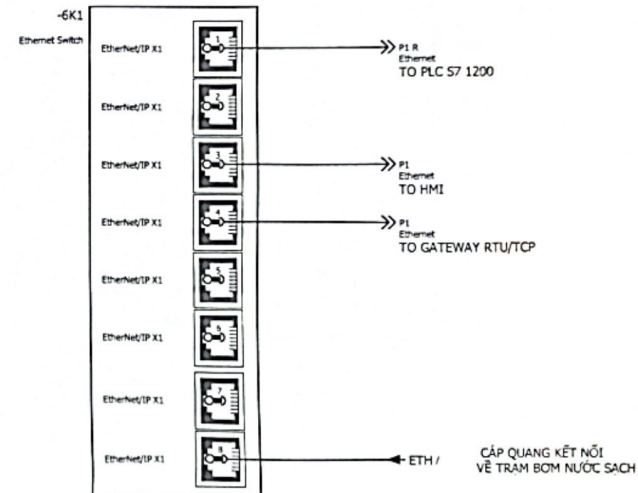 -6K1
Ethernet Switch
EtherNet/IP X1
1
P1 R
Ethernet
TO PLC S7 1200
EtherNet/IP X1
2
EtherNet/IP X1
3
P1
Ethernet
TO HMI
EtherNet/IP X1
4
P1
Ethernet
TO GATEWAY RTU/TCP
EtherNet/IP X1
5
EtherNet/IP X1
6
EtherNet/IP X1
7
EtherNet/IP X1
8
ETH /
CÁP QUANG KẾT NỐI
VỀ TRẠM BƠM NƯỚC SẠCH